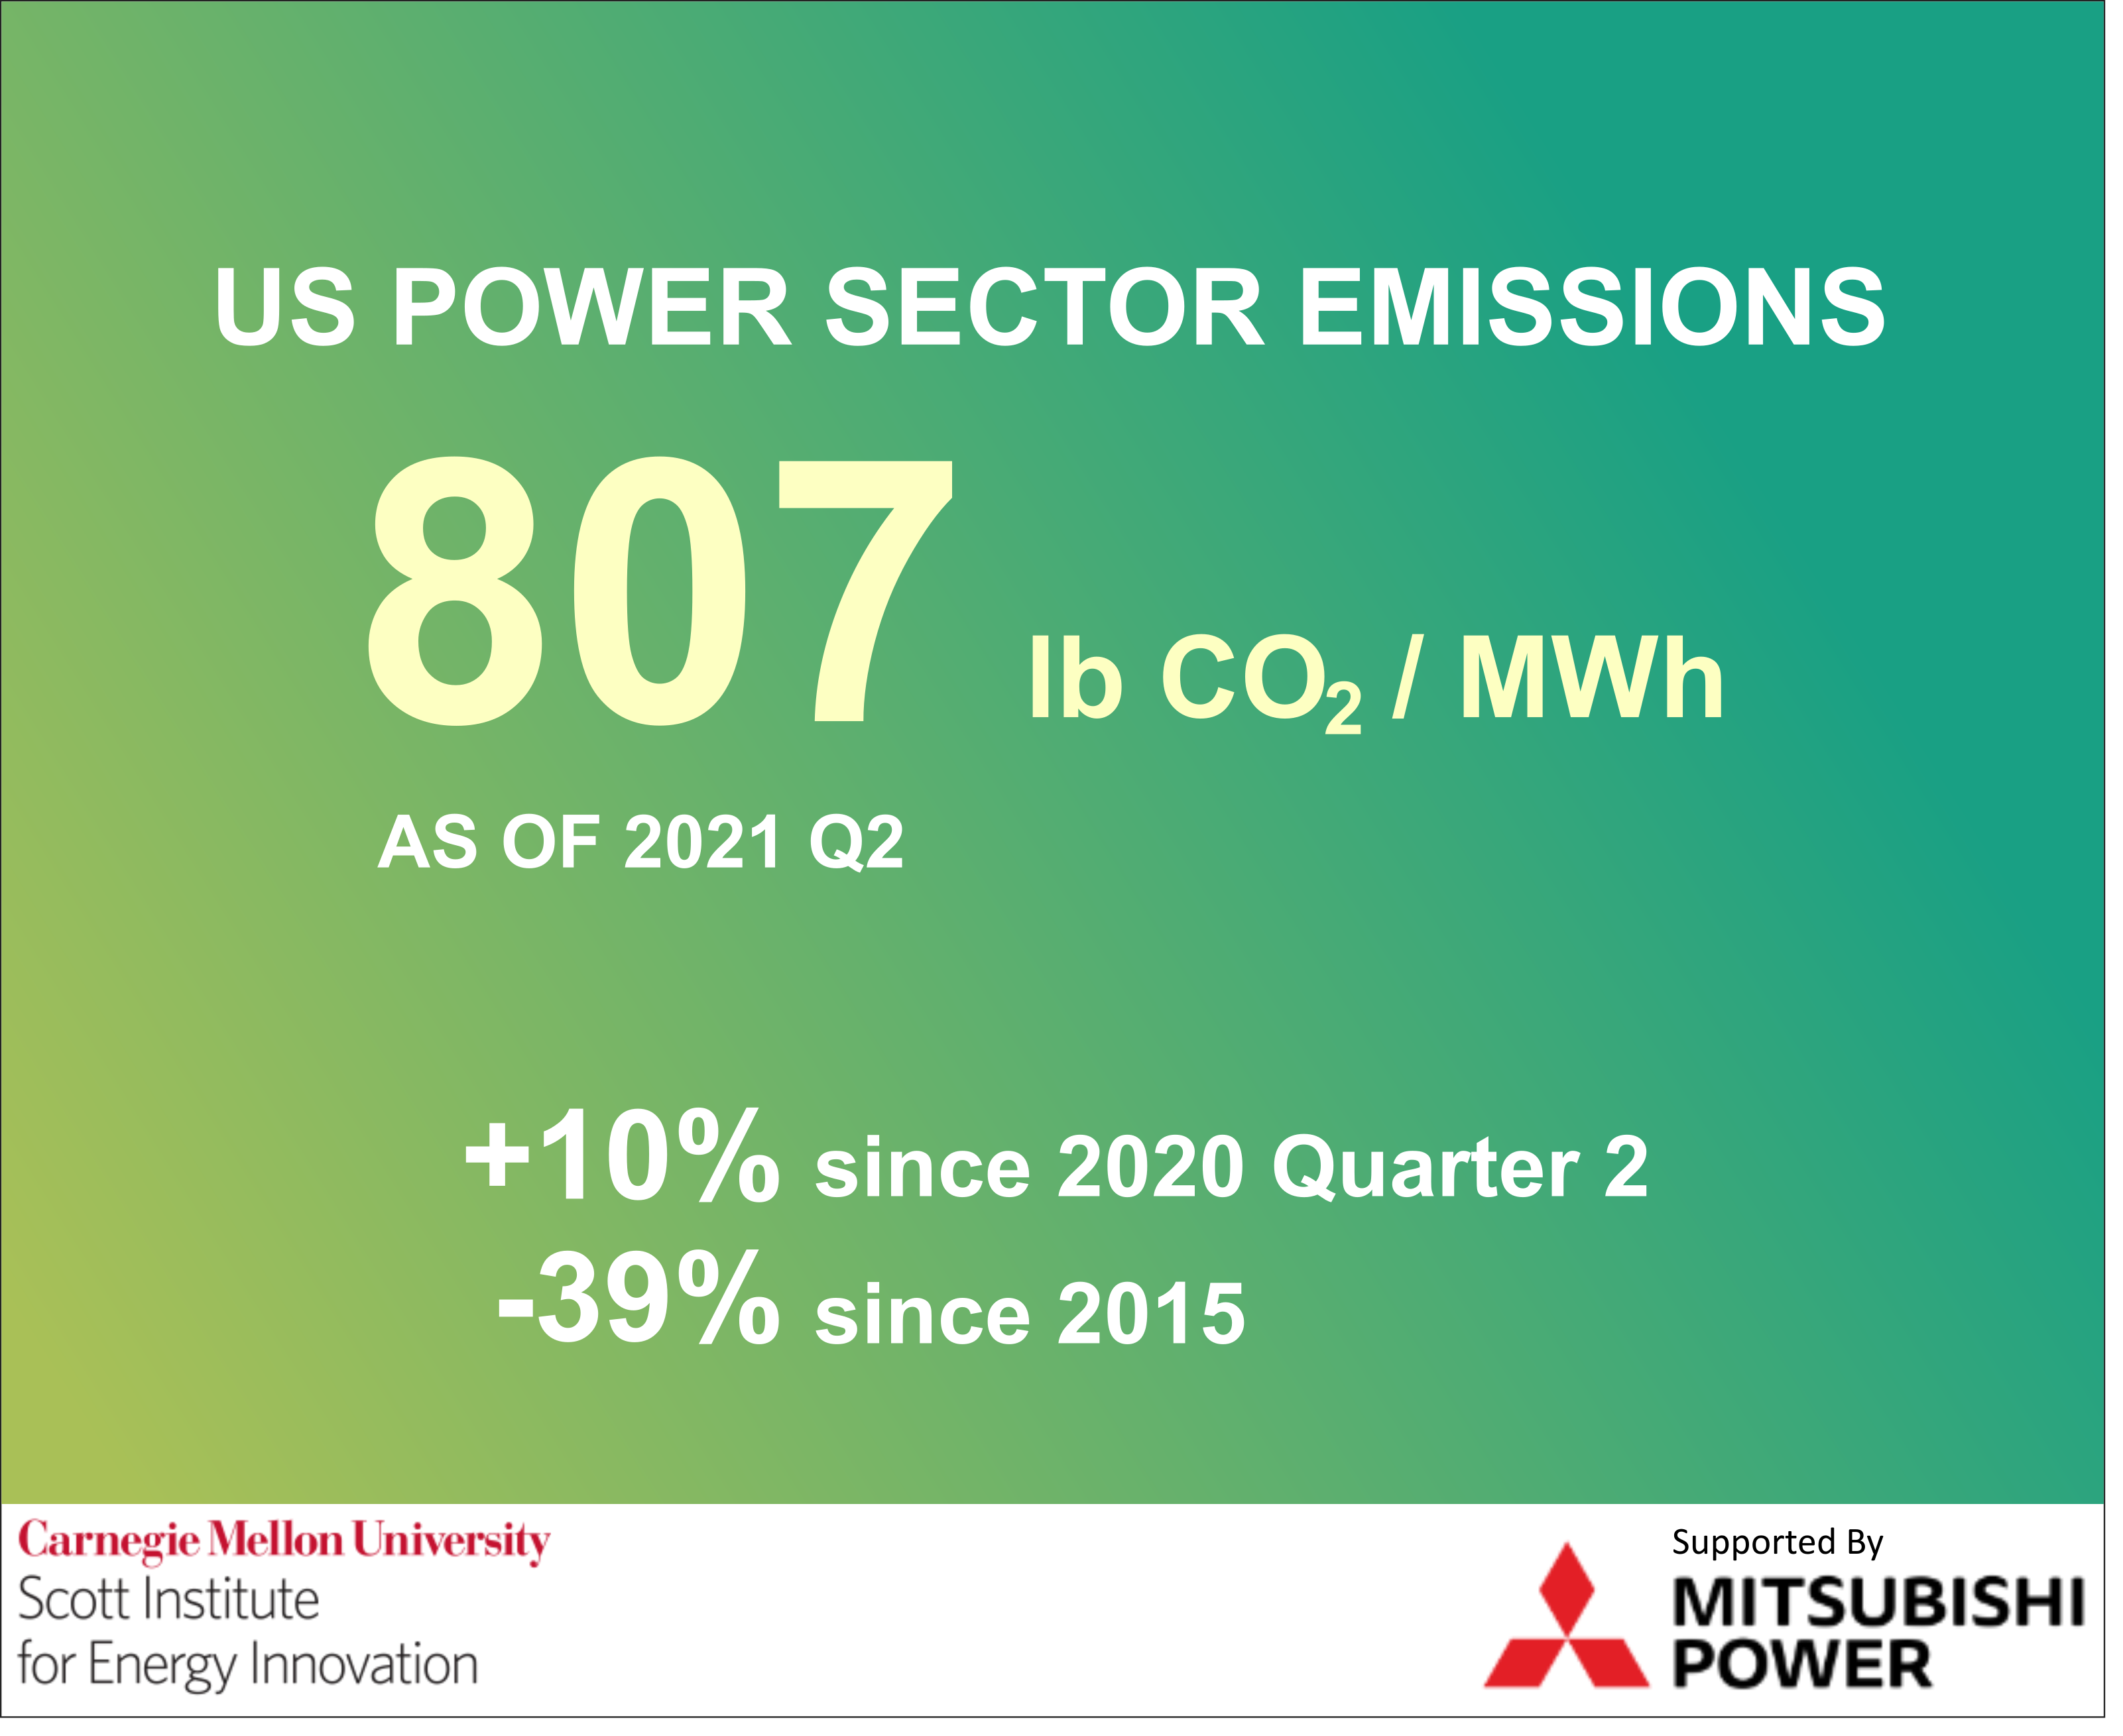 US POWER SECTOR EMISSIONS
807 lb CO₂ / MWh
AS OF 2021 Q2
+10% since 2020 Quarter 2
-39% since 2015
Carnegie Mellon University
Scott Institute
for Energy Innovation
Supported By
MITSUBISHI
POWER